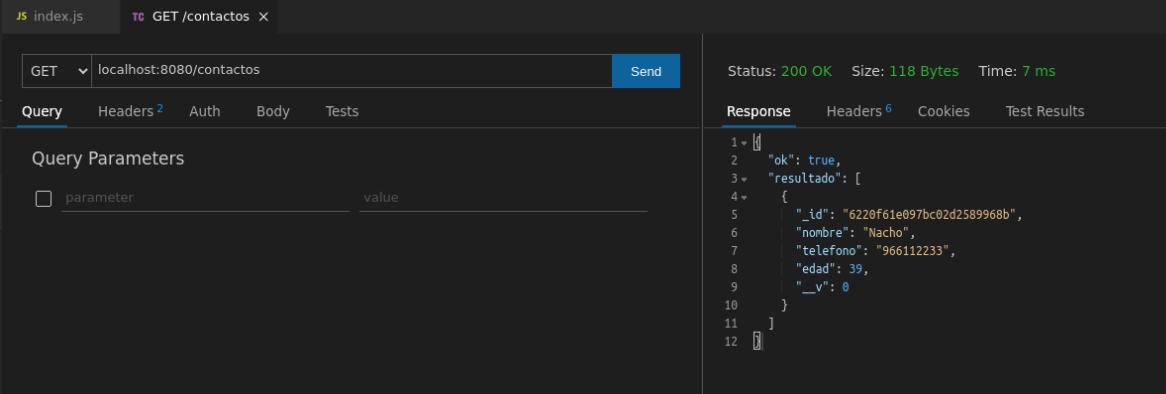 JS index.js TC GET /contactos ×
GET localhost:8080/contactos Send
Query Headers 2 Auth Body Tests
Query Parameters
parameter value
Status: 200 OK Size: 118 Bytes Time: 7 ms
Response Headers 6 Cookies Test Results
1 {
2 "ok": true,
3 "resultado": [
4 {
5 "_id": "6220f61e097bc02d2589968b",
6 "nombre": "Nacho",
7 "telefono": "966112233",
8 "edad": 39,
9 "__v": 0
10 }
11 ]
12 }